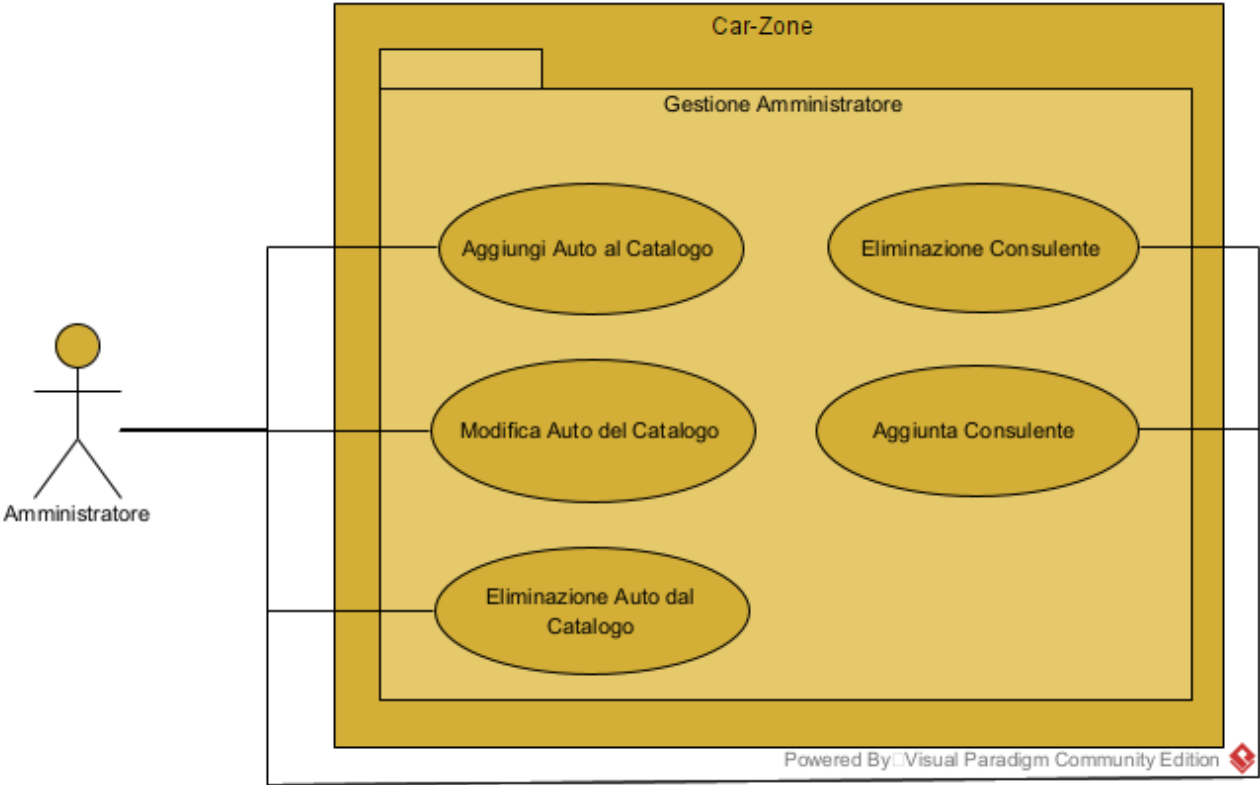 Car-Zone
Gestione Amministratore
Aggiungi Auto al Catalogo
Eliminazione Consulente
Modifica Auto del Catalogo
Aggiunta Consulente
Amministratore
Eliminazione Auto dal
Catalogo
Powered By Visual Paradigm Community Edition